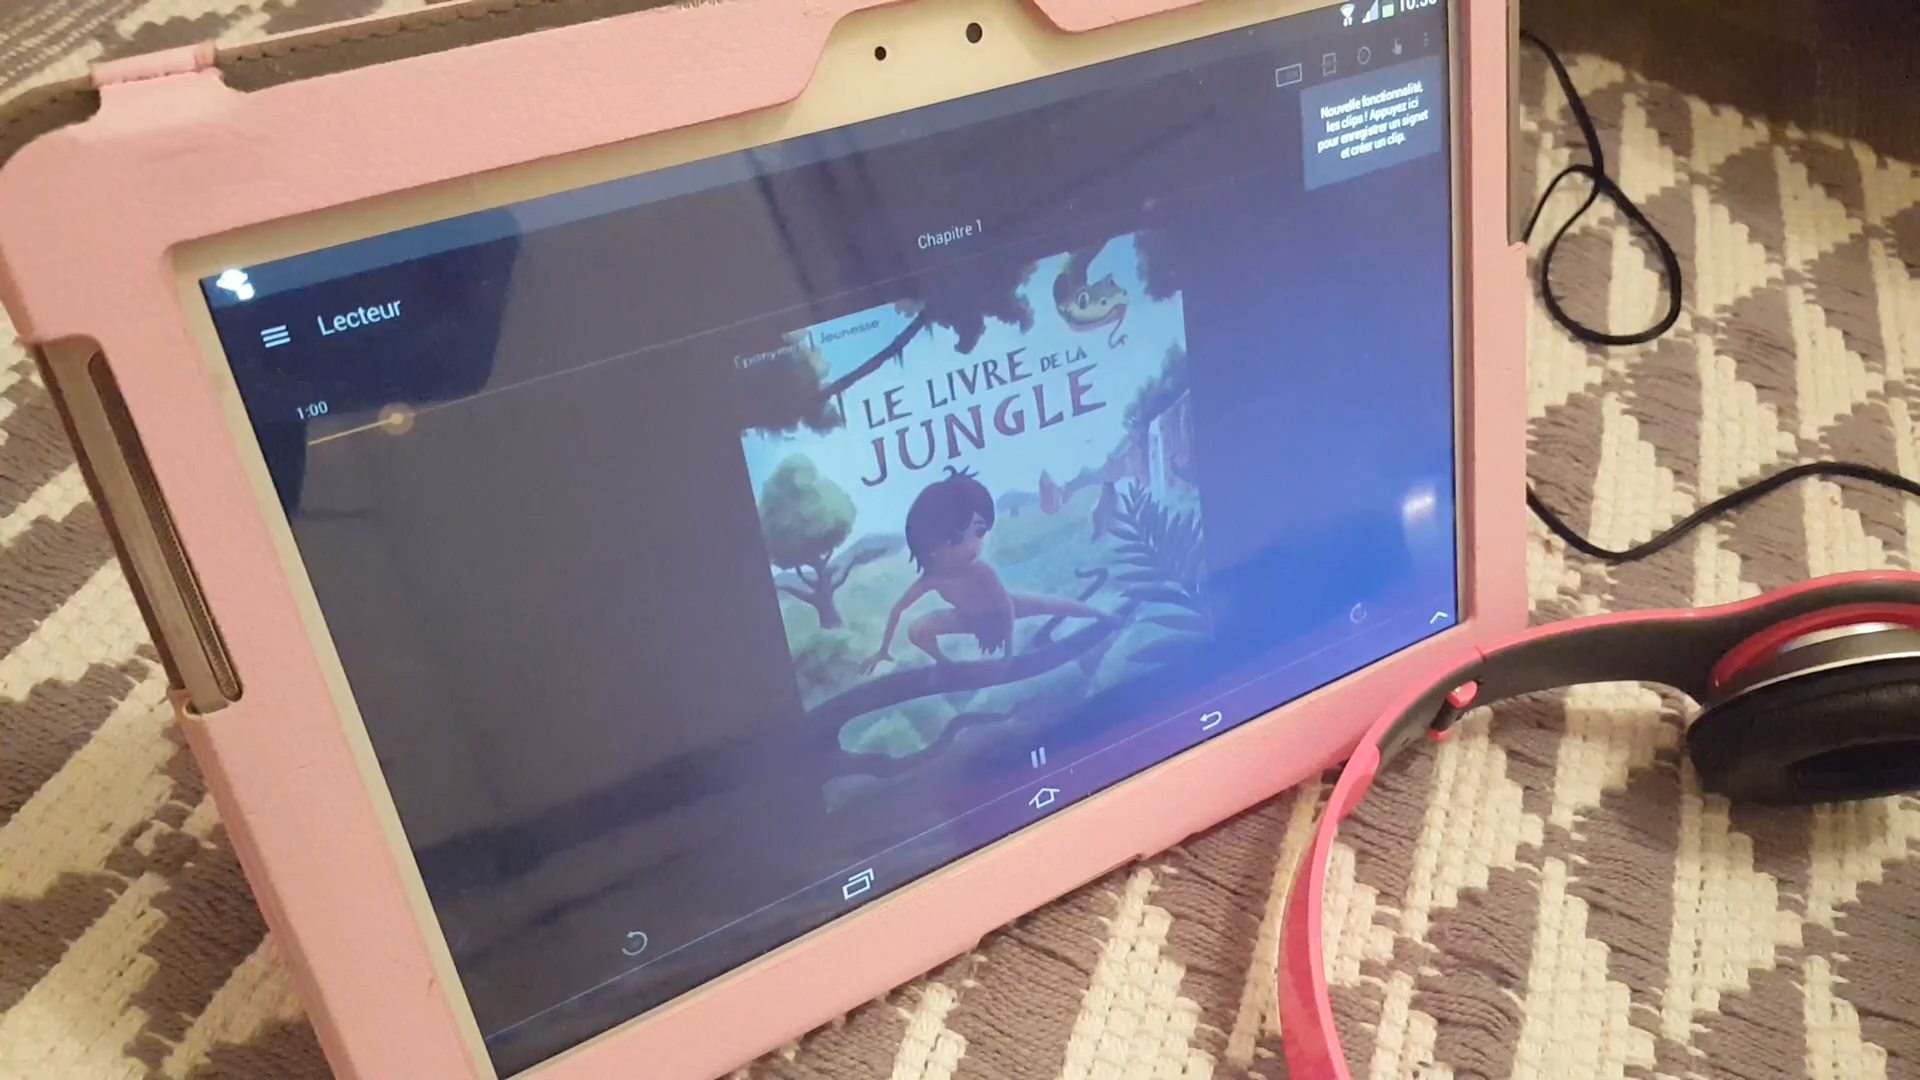 Lecteur
1:00
Nouvelle fonctionnalité,
les clips ! Appuyez ici
pour enregistrer un signet
et créer un clip.
Chapitre 1
Jeunesse
LE LIVRE DE LA
JUNGLE